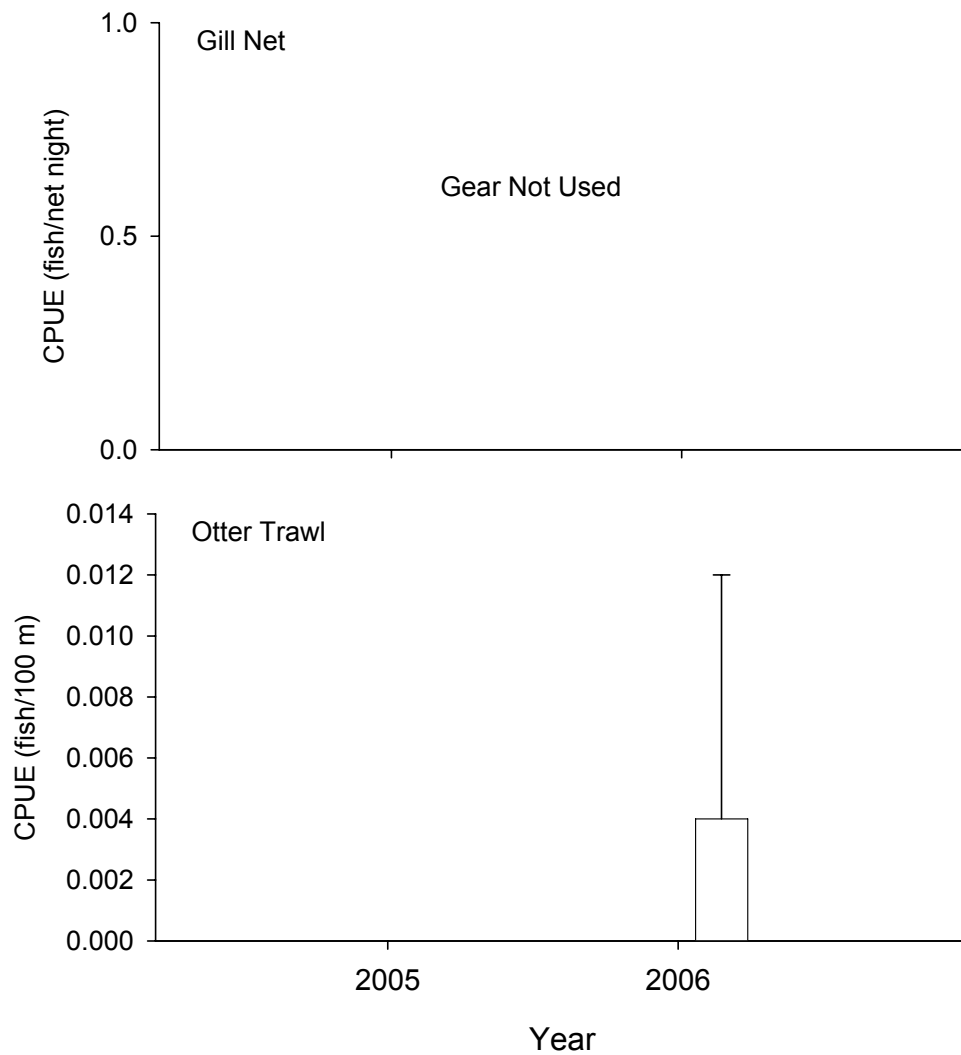 1.0
Gill Net
CPUE (fish/net night)
Gear Not Used
0.5
0.0
0.014
Otter Trawl
0.012
0.010
0.008
CPUE (fish/100 m)
0.006
0.004
0.002
0.000
2005 2006
Year